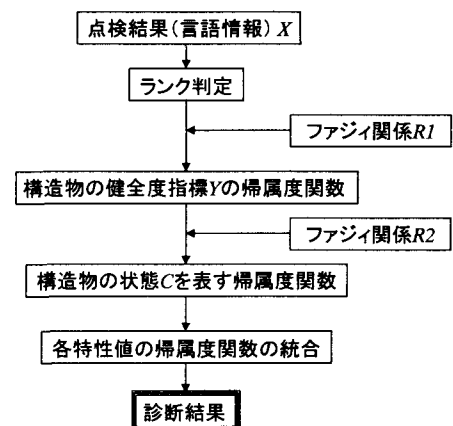 点検結果(言語情報) X
ランク判定
ファジィ関係R1
構造物の健全度指標Yの帰属度関数
ファジィ関係R2
構造物の状態Cを表す帰属度関数
各特性値の帰属度関数の統合
診断結果